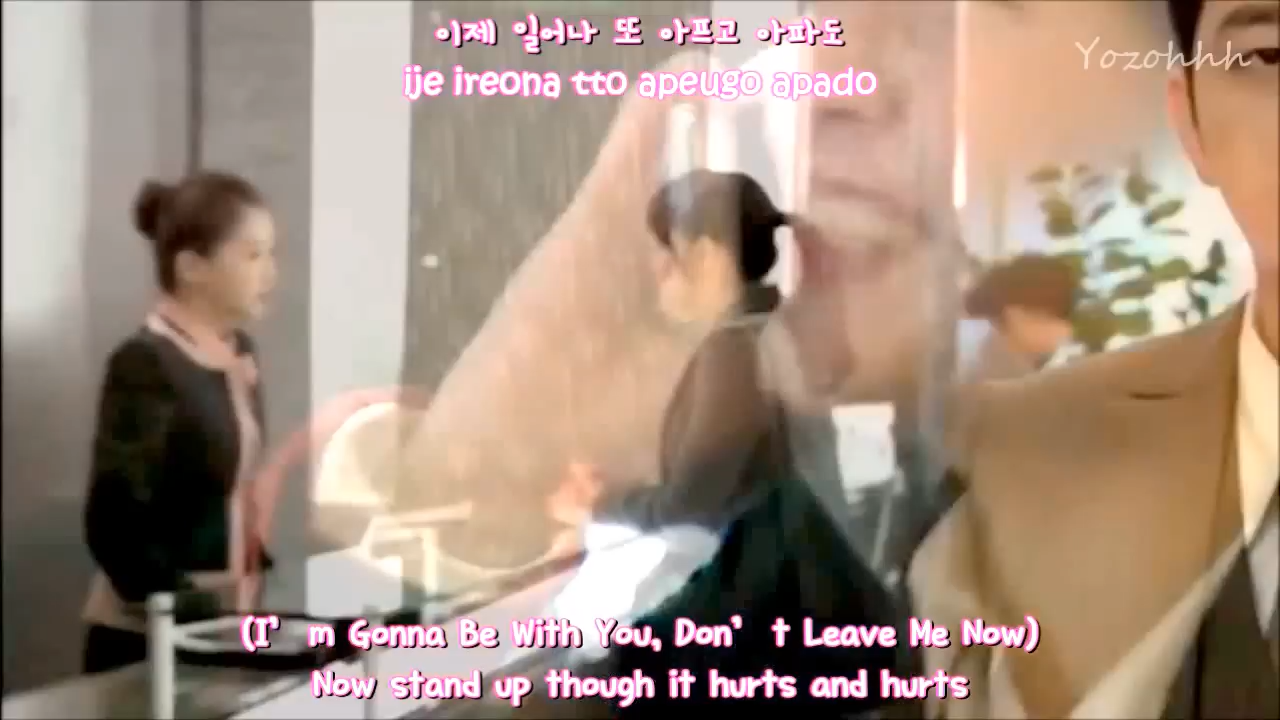 이제 일어나 또 아프고 아파도
Yozohhh
ije ireona tto apeugo apado
(I'm Gonna Be With You, Don't Leave Me Now)
Now stand up though it hurts and hurts